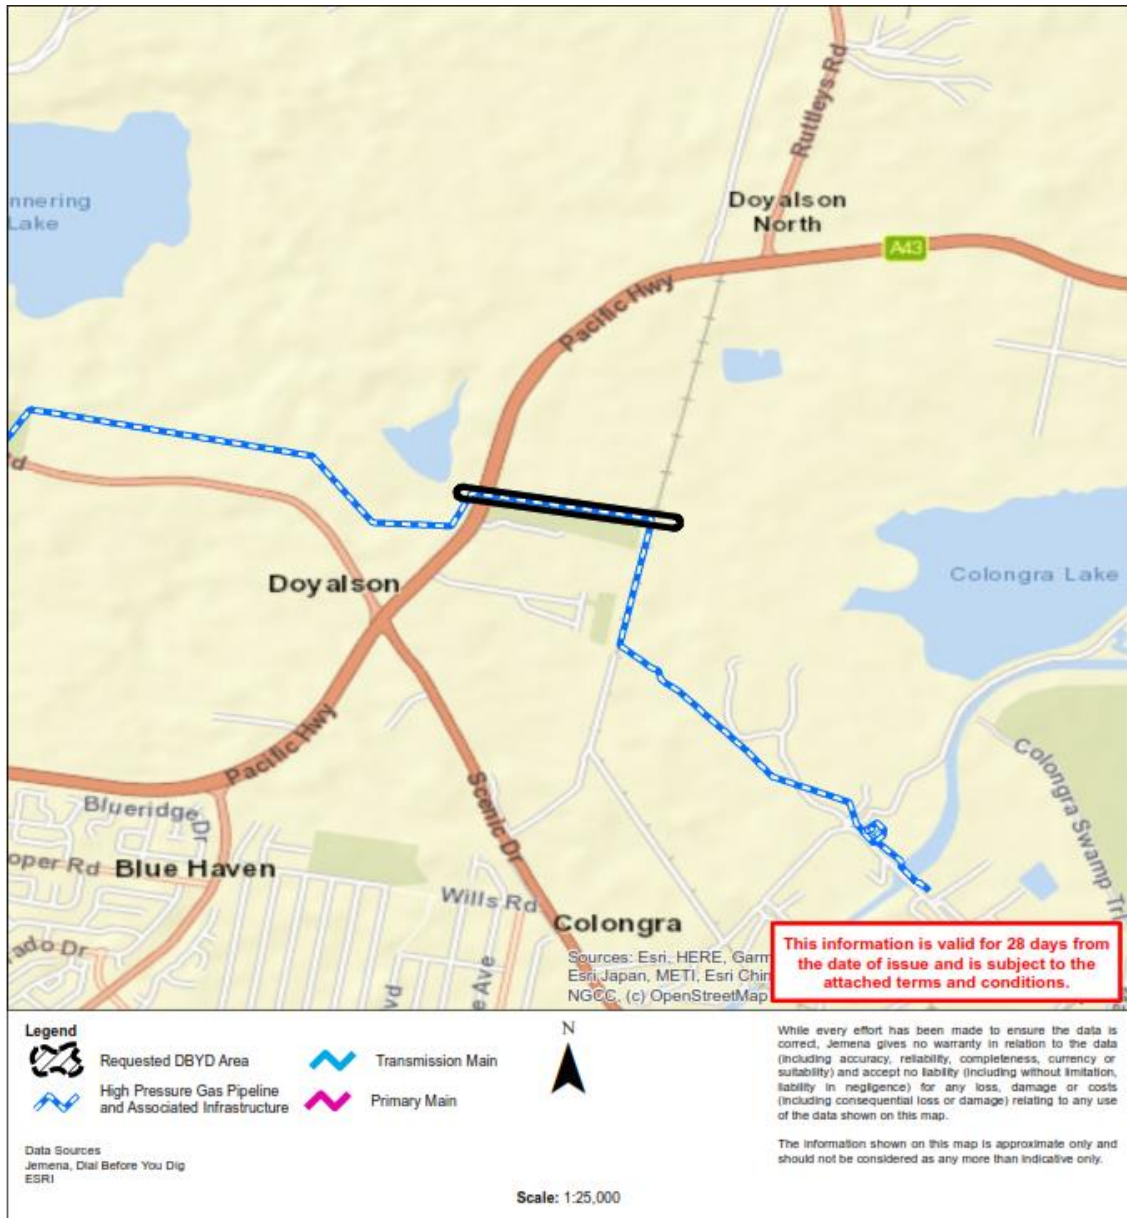 Ruttleys Rd
nnering
Lake
Doyalson
North
A43
Pacific Hwy
Rd
Doyalson
Colongra Lake
Pacific Hwy
Scenic Dr
Colongra Swamp Trl
Blueridge Dr
oper Rd
Blue Haven
Wills Rd
Colongra
rado Dr
vd
e Ave
Sources: Esri, HERE, Garm
Esri Japan, METI, Esri Chin
NGCC, (c) OpenStreetMap
This information is valid for 28 days from
the date of issue and is subject to the
attached terms and conditions.
Legend
Requested DBYD Area
High Pressure Gas Pipeline
and Associated Infrastructure
Transmission Main
Primary Main
N
While every effort has been made to ensure the data is
correct, Jemena gives no warranty in relation to the data
(including accuracy, reliability, completeness, currency or
suitability) and accept no liability (including without limitation,
liability in negligence) for any loss, damage or costs
(including consequential loss or damage) relating to any use
of the data shown on this map.
The information shown on this map is approximate only and
should not be considered as any more than indicative only.
Data Sources
Jemena, Dial Before You Dig
ESRI
Scale: 1:25,000